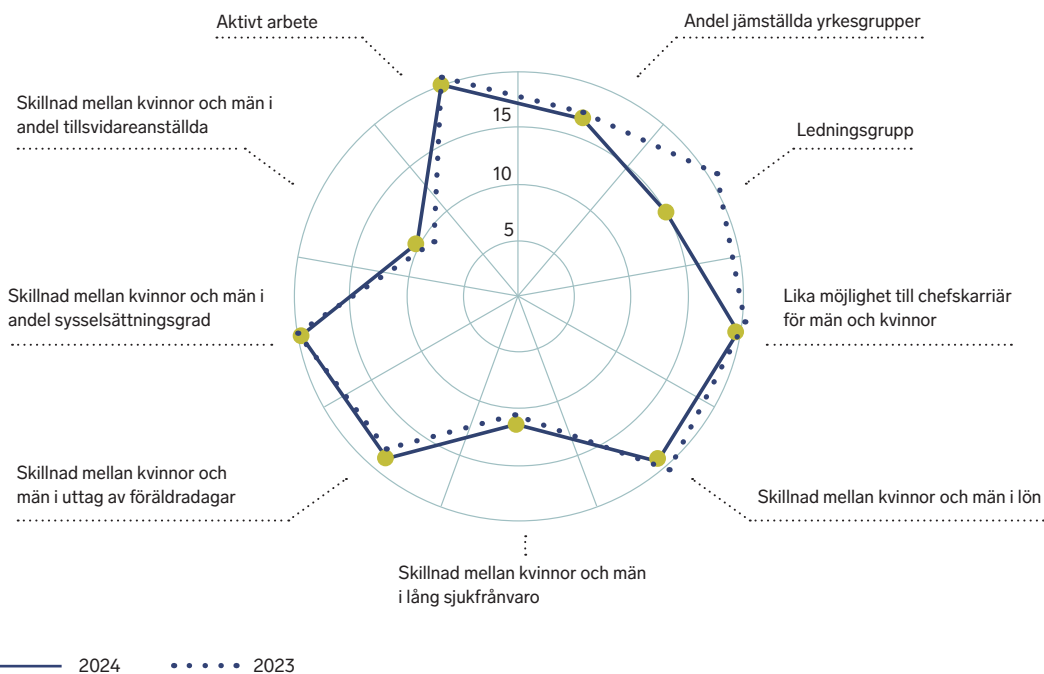 Aktivt arbete
Andel jämställda yrkesgrupper
Skillnad mellan kvinnor och män i
andel tillsvidareanställda
Ledningsgrupp
15
10
5
Skillnad mellan kvinnor och män i
andel sysselsättningsgrad
Lika möjlighet till chefskarriär
för män och kvinnor
Skillnad mellan kvinnor och
män i uttag av föräldradagar
Skillnad mellan kvinnor och män i lön
Skillnad mellan kvinnor och män
i lång sjukfrånvaro
2024
2023